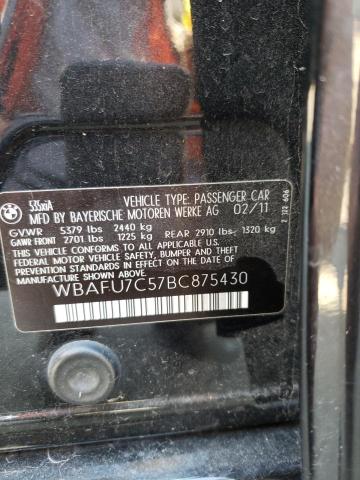 BMW
535xiA
VEHICLE TYPE: PASSENGER CAR
MFD BY BAYERISCHE MOTOREN WERKE AG 02/11
GVWR 5379 lbs 2440 kg
GAWR FRONT 2701 lbs 1225 kg REAR 2910 lbs 1320 kg
THIS VEHICLE CONFORMS TO ALL APPLICABLE
FEDERAL MOTOR VEHICLE SAFETY, BUMPER,
AND THEFT PREVENTION STANDARDS IN EFFECT ON
THE DATE OF MANUFACTURE SHOWN ABOVE.
WBAFU7C57BC875430